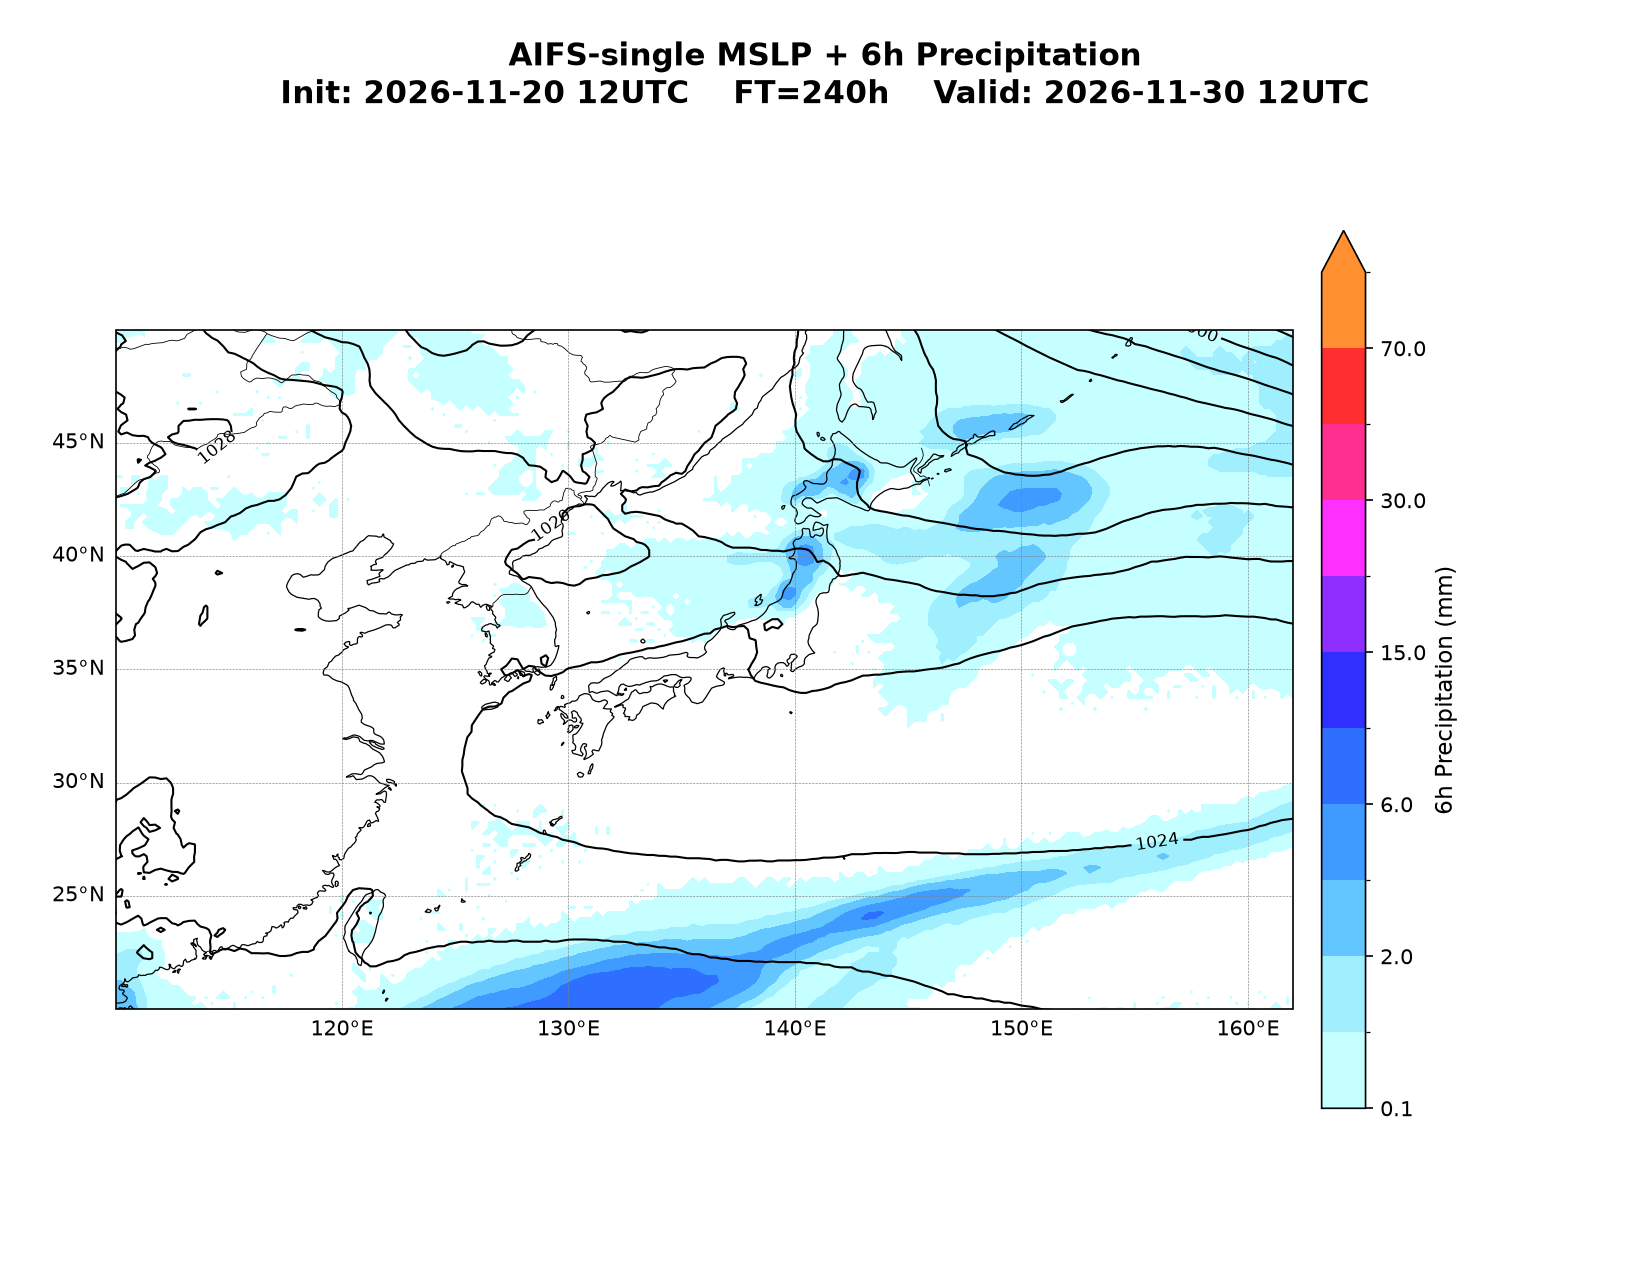 AIFS-single MSLP + 6h Precipitation
Init: 2026-11-20 12UTC    FT=240h    Valid: 2026-11-30 12UTC
45°N
40°N
35°N
30°N
25°N
120°E
130°E
140°E
150°E
160°E
1028
1020
1024
70.0
30.0
15.0
6.0
2.0
0.1
6h Precipitation (mm)